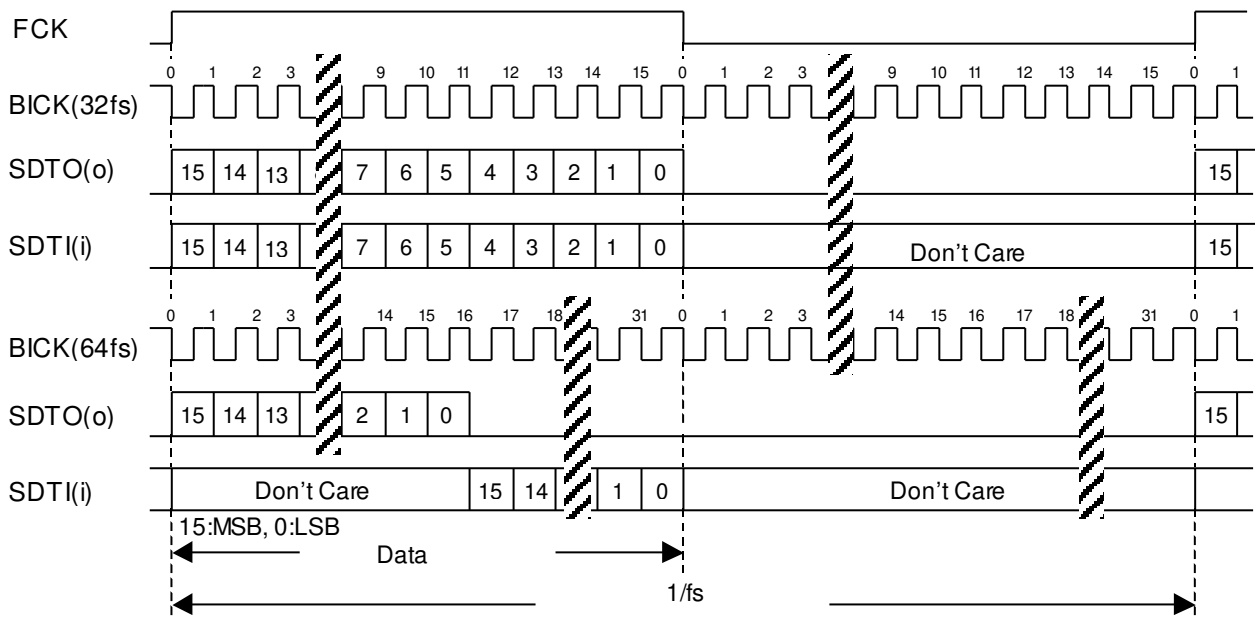 FCK
0 1 2 3 9 10 11 12 13 14 15 0 1 2 3 9 10 11 12 13 14 15 0 1
BICK(32fs)
SDTO(o) 15 14 13 7 6 5 4 3 2 1 0 15
SDTI(i) 15 14 13 7 6 5 4 3 2 1 0 Don't Care 15
0 1 2 3 14 15 16 17 18 31 0 1 2 3 14 15 16 17 18 31 0 1
BICK(64fs)
SDTO(o) 15 14 13 2 1 0 15
SDTI(i) Don't Care 15 14 1 0 Don't Care
15:MSB, 0:LSB
Data
1/fs